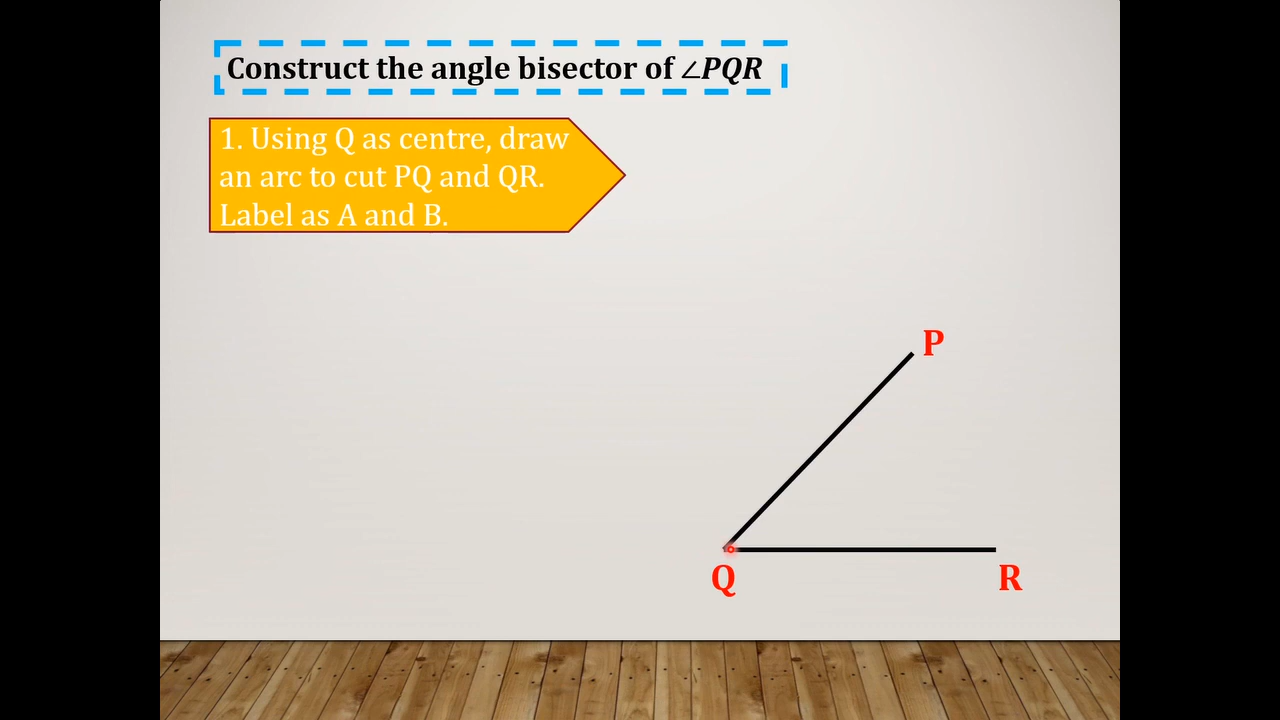 Construct the angle bisector of ∠PQR
1. Using Q as centre, draw
an arc to cut PQ and QR.
Label as A and B.
P
Q
R